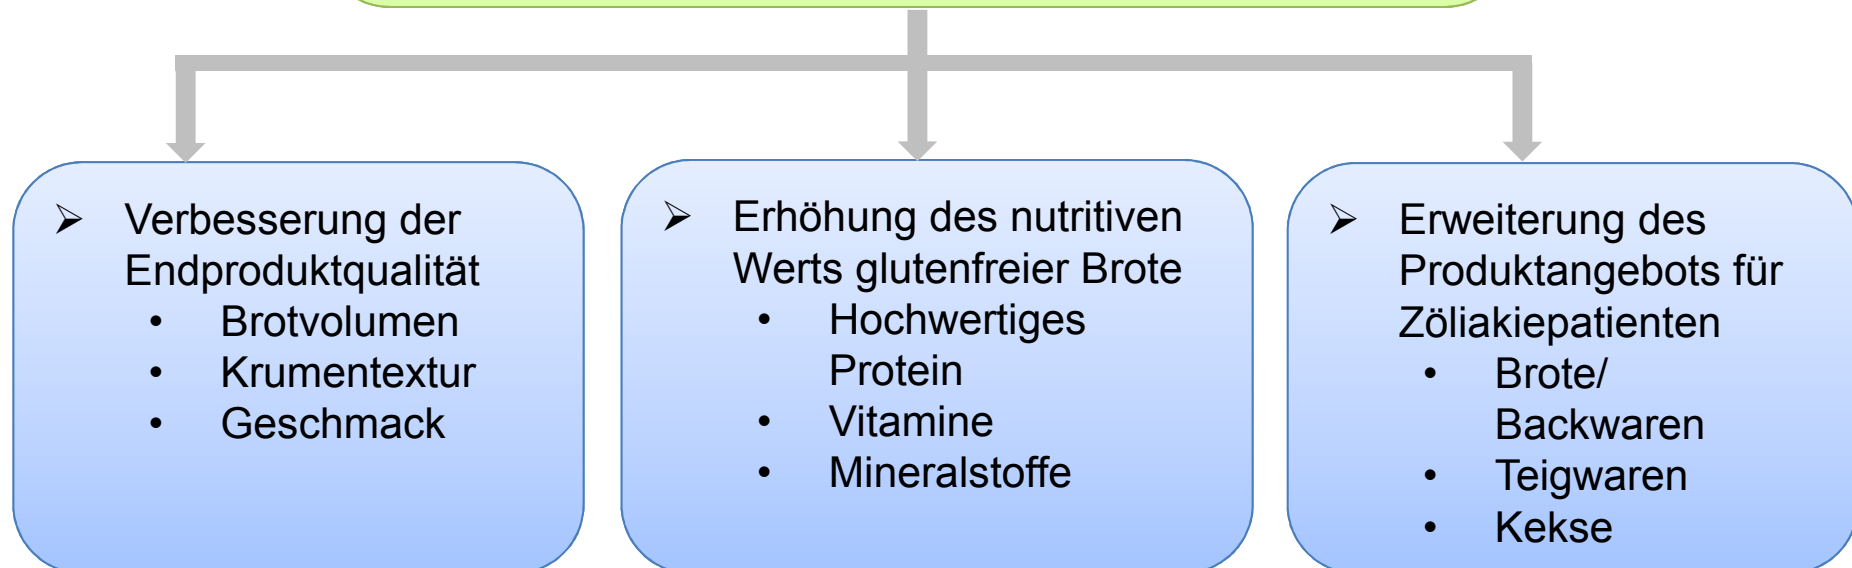 ➢ Verbesserung der
Endproduktqualität
• Brotvolumen
• Krumentextur
• Geschmack
➢ Erhöhung des nutritiven
Werts glutenfreier Brote
• Hochwertiges
Protein
• Vitamine
• Mineralstoffe
➢ Erweiterung des
Produktangebots für
Zöliakiepatienten
• Brote/
Backwaren
• Teigwaren
• Kekse